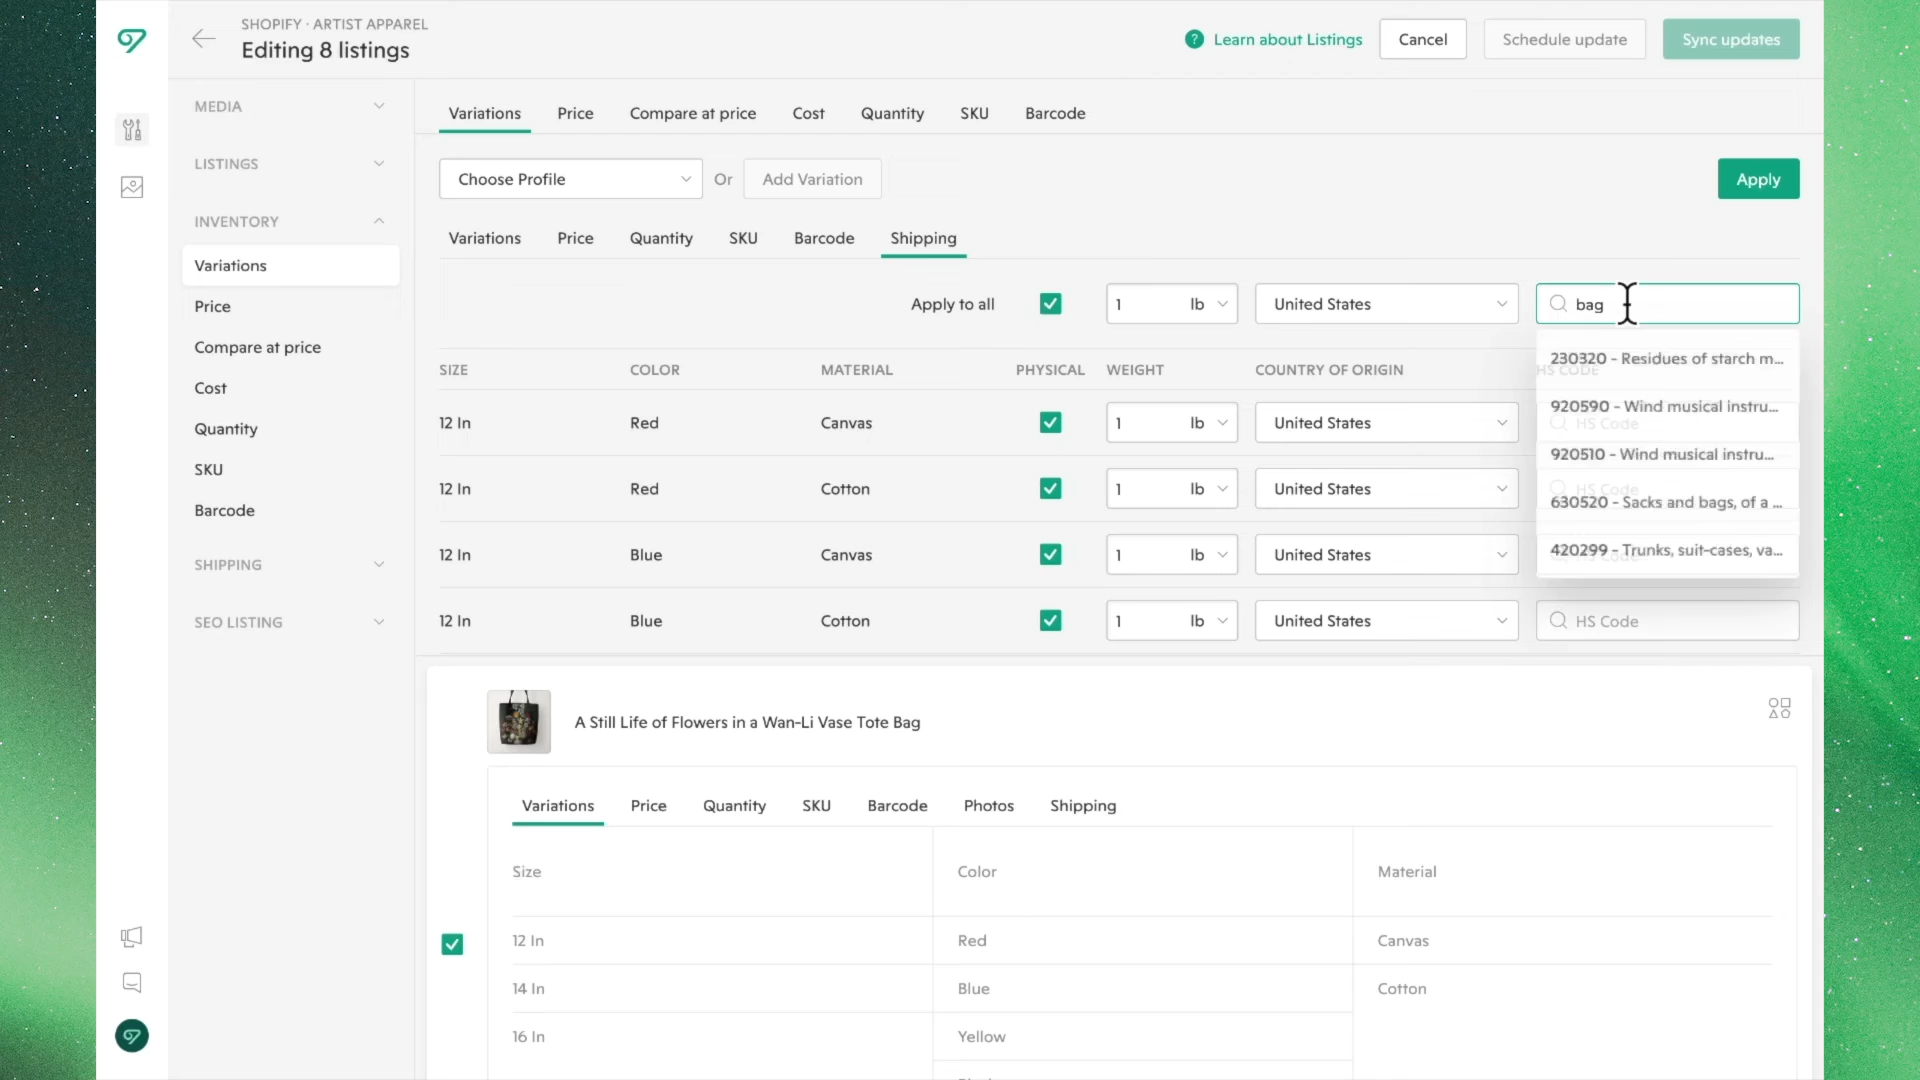 SHOPIFY · ARTIST APPAREL
Editing 8 listings
? Learn about Listings
Cancel
Schedule update
Sync updates
MEDIA
LISTINGS
INVENTORY
Variations
Price
Compare at price
Cost
Quantity
SKU
Barcode
SHIPPING
SEO LISTING
Variations Price Compare at price Cost Quantity SKU Barcode
Choose Profile Or Add Variation Apply
Variations Price Quantity SKU Barcode Shipping
Apply to all 1 lb United States bag
SIZE COLOR MATERIAL PHYSICAL WEIGHT COUNTRY OF ORIGIN HS CODE
230320 - Residues of starch m...
920590 - Wind musical instru...
920510 - Wind musical instru...
630520 - Sacks and bags, of a ...
420299 - Trunks, suit-cases, va...
12 In Red Canvas 1 lb United States HS Code
12 In Red Cotton 1 lb United States HS Code
12 In Blue Canvas 1 lb United States HS Code
12 In Blue Cotton 1 lb United States HS Code
A Still Life of Flowers in a Wan-Li Vase Tote Bag
Variations Price Quantity SKU Barcode Photos Shipping
Size Color Material
12 In Red Canvas
14 In Blue Cotton
16 In Yellow